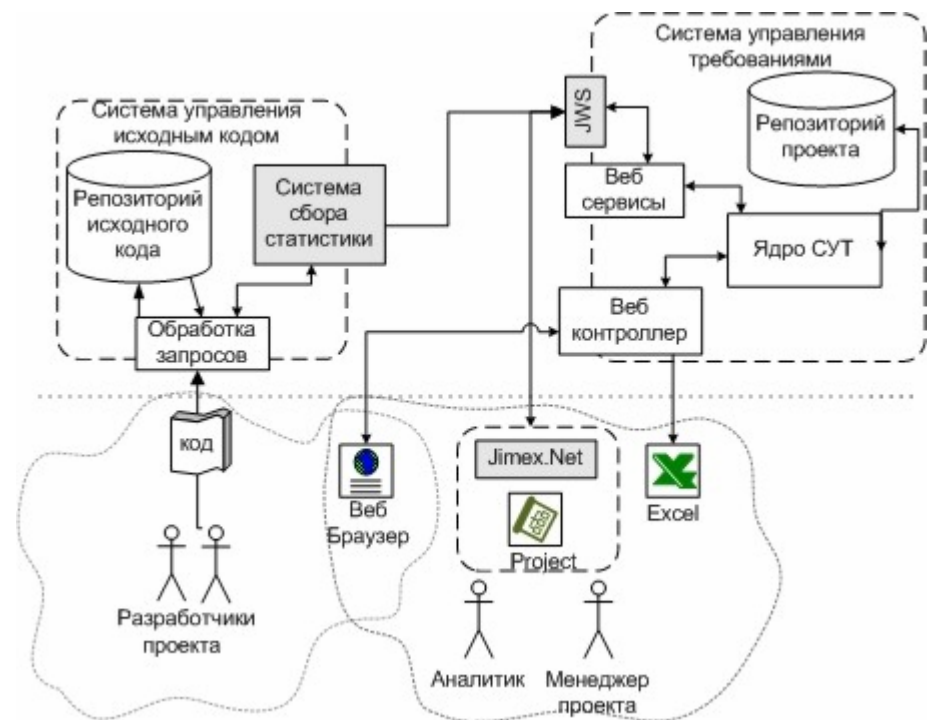 Система управления
требованиями
JWS
Репозиторий
проекта
Система управления
исходным кодом
Репозиторий
исходного
кода
Система
сбора
статистики
Веб
сервисы
Ядро СУТ
Обработка
запросов
Веб
контроллер
код
Jimex.Net
Веб
Браузер
Project
Excel
Разработчики
проекта
Аналитик
Менеджер
проекта